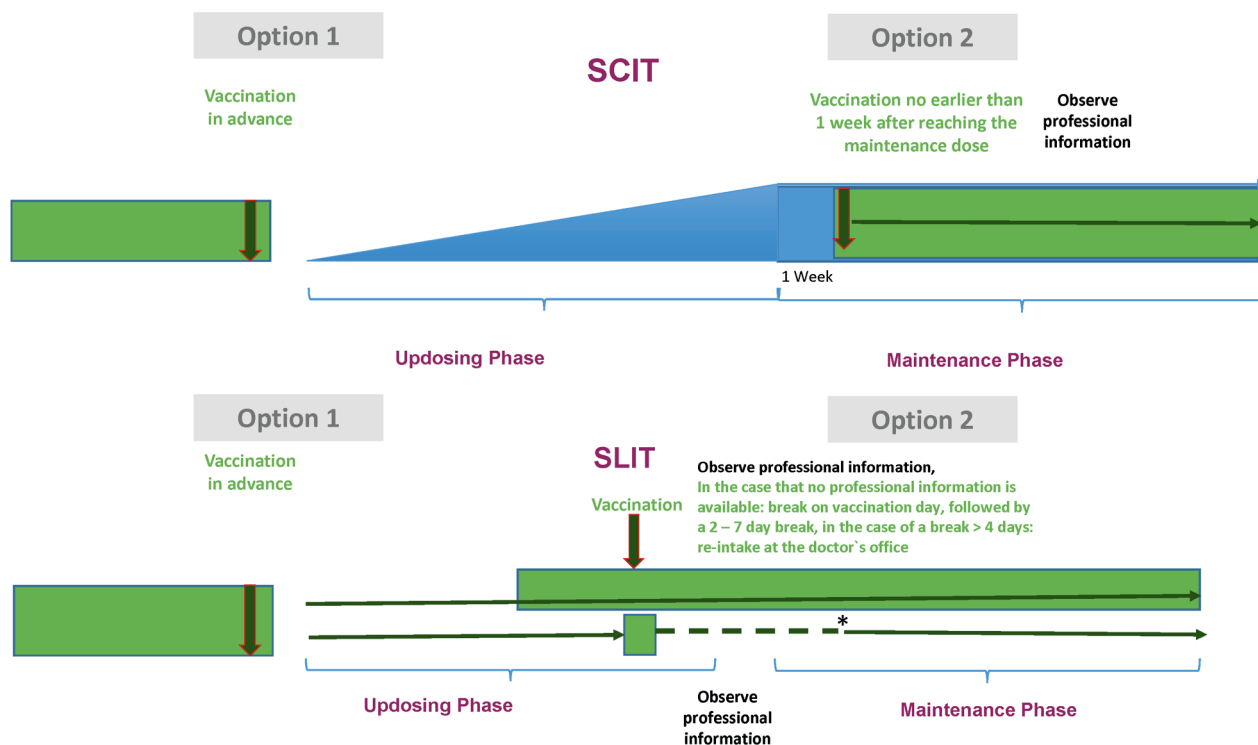 Option 1
Option 2
SCIT
Vaccination
in advance
Vaccination no earlier than
1 week after reaching the
maintenance dose
Observe
professional
information
1 Week
Updosing Phase
Maintenance Phase
Option 1
Option 2
Vaccination
in advance
SLIT
Vaccination
Observe professional information,
In the case that no professional information is
available: break on vaccination day, followed by
a 2 – 7 day break, in the case of a break > 4 days:
re-intake at the doctor`s office
*
Updosing Phase
Observe
professional
information
Maintenance Phase